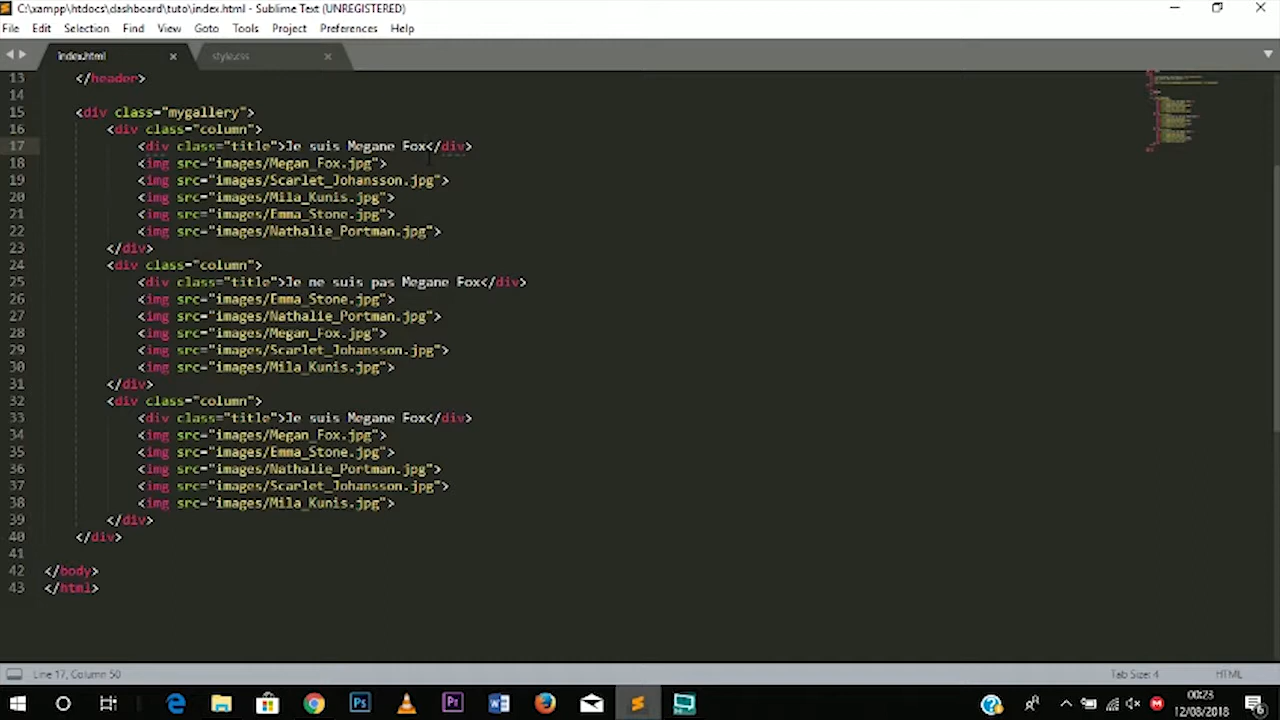 C:\xampp\htdocs\dashboard\tuto\index.html - Sublime Text (UNREGISTERED)
File Edit Selection Find View Goto Tools Project Preferences Help
index.html × style.css ×
13 </header>
14
15 <div class="mygallery">
16 <div class="column">
17 <div class="title">Je suis Megane Fox</div>
18 <img src="images/Megan_Fox.jpg">
19 <img src="images/Scarlet_Johansson.jpg">
20 <img src="images/Mila_Kunis.jpg">
21 <img src="images/Emma_Stone.jpg">
22 <img src="images/Nathalie_Portman.jpg">
23 </div>
24 <div class="column">
25 <div class="title">Je ne suis pas Megane Fox</div>
26 <img src="images/Emma_Stone.jpg">
27 <img src="images/Nathalie_Portman.jpg">
28 <img src="images/Megan_Fox.jpg">
29 <img src="images/Scarlet_Johansson.jpg">
30 <img src="images/Mila_Kunis.jpg">
31 </div>
32 <div class="column">
33 <div class="title">Je suis Megane Fox</div>
34 <img src="images/Megan_Fox.jpg">
35 <img src="images/Emma_Stone.jpg">
36 <img src="images/Nathalie_Portman.jpg">
37 <img src="images/Scarlet_Johansson.jpg">
38 <img src="images/Mila_Kunis.jpg">
39 </div>
40 </div>
41
42 </body>
43 </html>
Line 17, Column 50 Tab Size: 4 HTML
00:23
12/08/2018